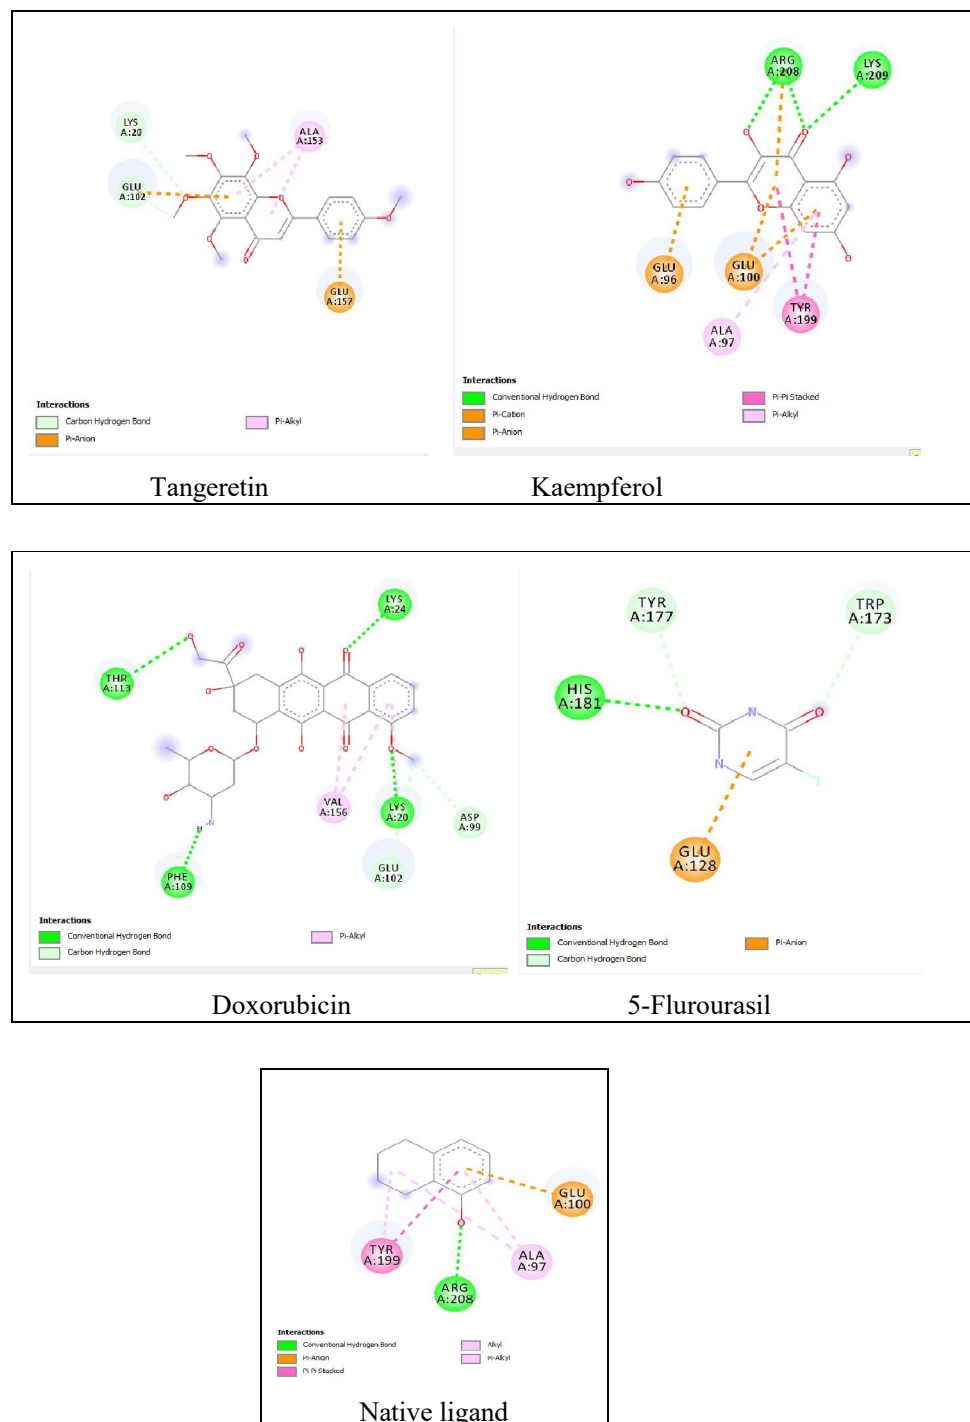 LYS
A:20
GLU
A:102
ALA
A:153
GLU
A:157
Interactions
Carbon Hydrogen Bond
Pi-Anion
Pi-Alkyl
Tangeretin
ARG
A:208
LYS
A:209
GLU
A:96
GLU
A:100
TYR
A:199
ALA
A:97
Interactions
Conventional Hydrogen Bond
Pi-Cation
Pi-Anion
Pi-Pi Stacked
Pi-Alkyl
Kaempferol
LYS
A:24
THR
A:113
VAL
A:156
LYS
A:20
ASP
A:99
GLU
A:102
PHE
A:109
H
N
Interactions
Conventional Hydrogen Bond
Carbon Hydrogen Bond
Pi-Alkyl
Doxorubicin
TYR
A:177
TRP
A:173
HIS
A:181
O
N
O
N
F
GLU
A:128
Interactions
Conventional Hydrogen Bond
Carbon Hydrogen Bond
Pi-Anion
5-Flurourasil
GLU
A:100
TYR
A:199
ALA
A:97
ARG
A:208
Interactions
Conventional Hydrogen Bond
Pi-Anion
Pi-Pi Stacked
Alkyl
Pi-Alkyl
Native ligand